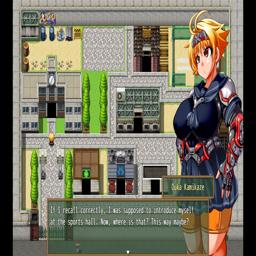 Ouka Kamikaze
If I recall correctly, I was supposed to introduce myself
at the sports hall. Now, where is that? This way maybe?